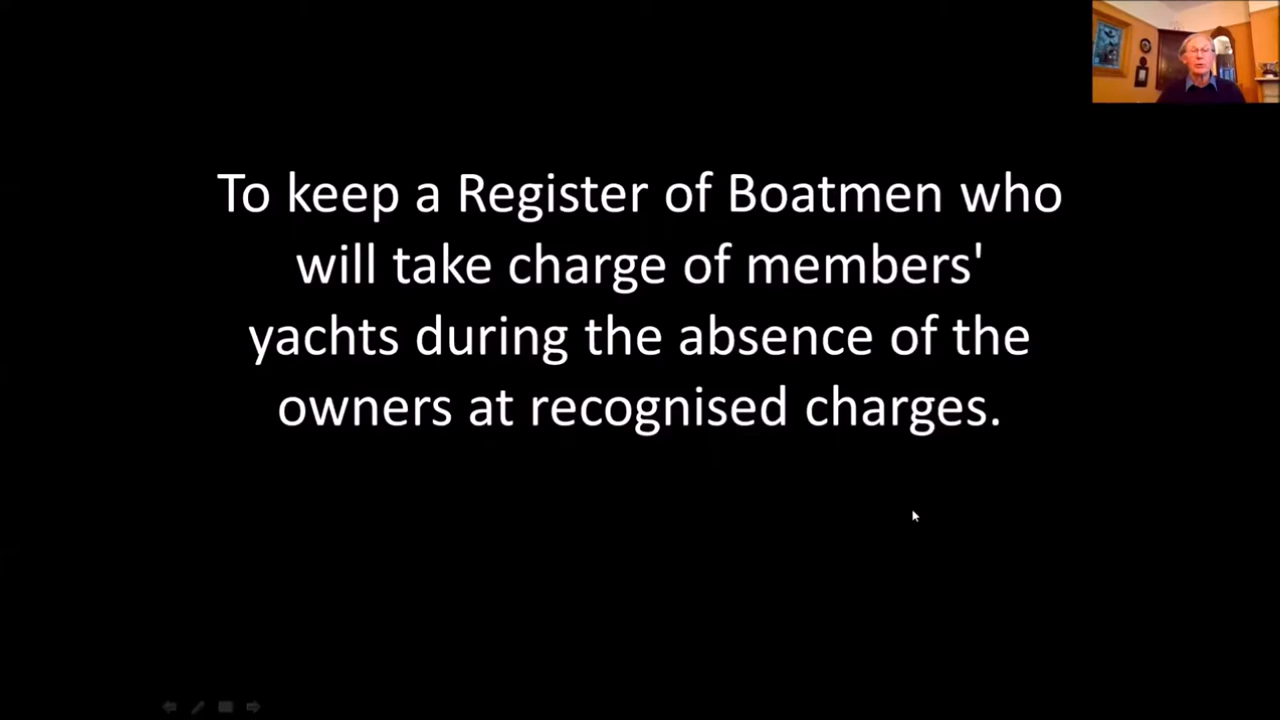 To keep a Register of Boatmen who
will take charge of members'
yachts during the absence of the
owners at recognised charges.